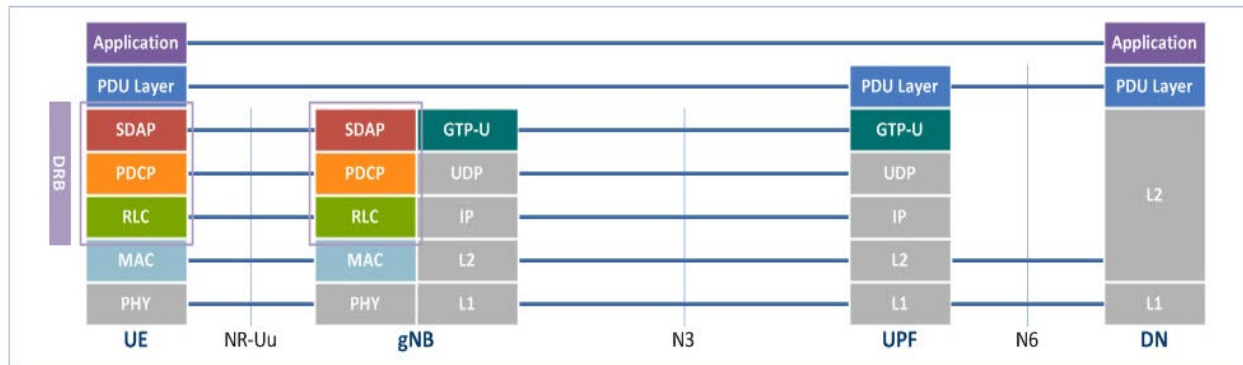 Application Application
PDU Layer PDU Layer PDU Layer
DRB
SDAP SDAP GTP-U GTP-U
PDCP PDCP UDP UDP
RLC RLC IP IP L2
MAC MAC L2 L2
PHY PHY L1 L1 L1
UE NR-Uu gNB N3 UPF N6 DN